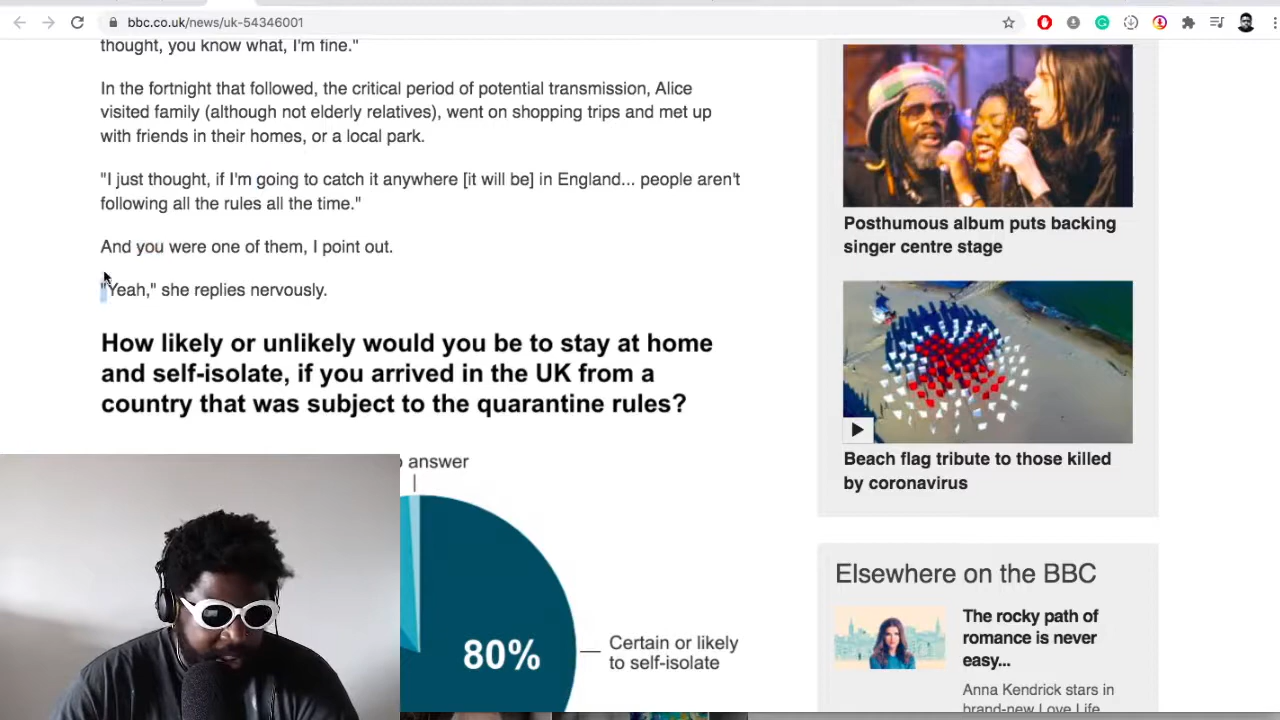 bbc.co.uk/news/uk-54346001
thought, you know what, I'm fine."
In the fortnight that followed, the critical period of potential transmission, Alice
visited family (although not elderly relatives), went on shopping trips and met up
with friends in their homes, or a local park.
"I just thought, if I'm going to catch it anywhere [it will be] in England... people aren't
following all the rules all the time."
And you were one of them, I point out.
"Yeah," she replies nervously.
How likely or unlikely would you be to stay at home
and self-isolate, if you arrived in the UK from a
country that was subject to the quarantine rules?
answer
80%
Certain or likely
to self-isolate
Posthumous album puts backing
singer centre stage
Beach flag tribute to those killed
by coronavirus
Elsewhere on the BBC
The rocky path of
romance is never
easy...
Anna Kendrick stars in
brand-new Love Life